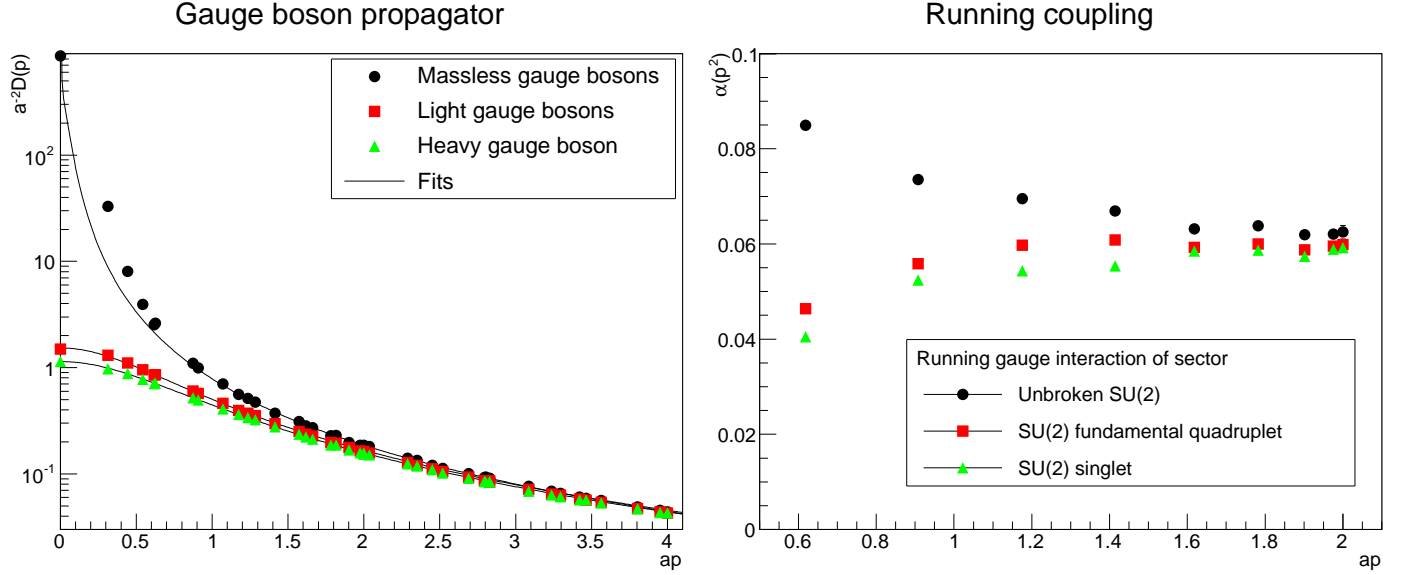 Gauge boson propagator
a⁻²D(p)
10²
10
1
10⁻¹
Massless gauge bosons
Light gauge bosons
Heavy gauge boson
Fits
0 0.5 1 1.5 2 2.5 3 3.5 4
ap
Running coupling
α(p²)
0.1
0.08
0.06
0.04
0.02
0
Running gauge interaction of sector
Unbroken SU(2)
SU(2) fundamental quadruplet
SU(2) singlet
0.6 0.8 1 1.2 1.4 1.6 1.8 2
ap